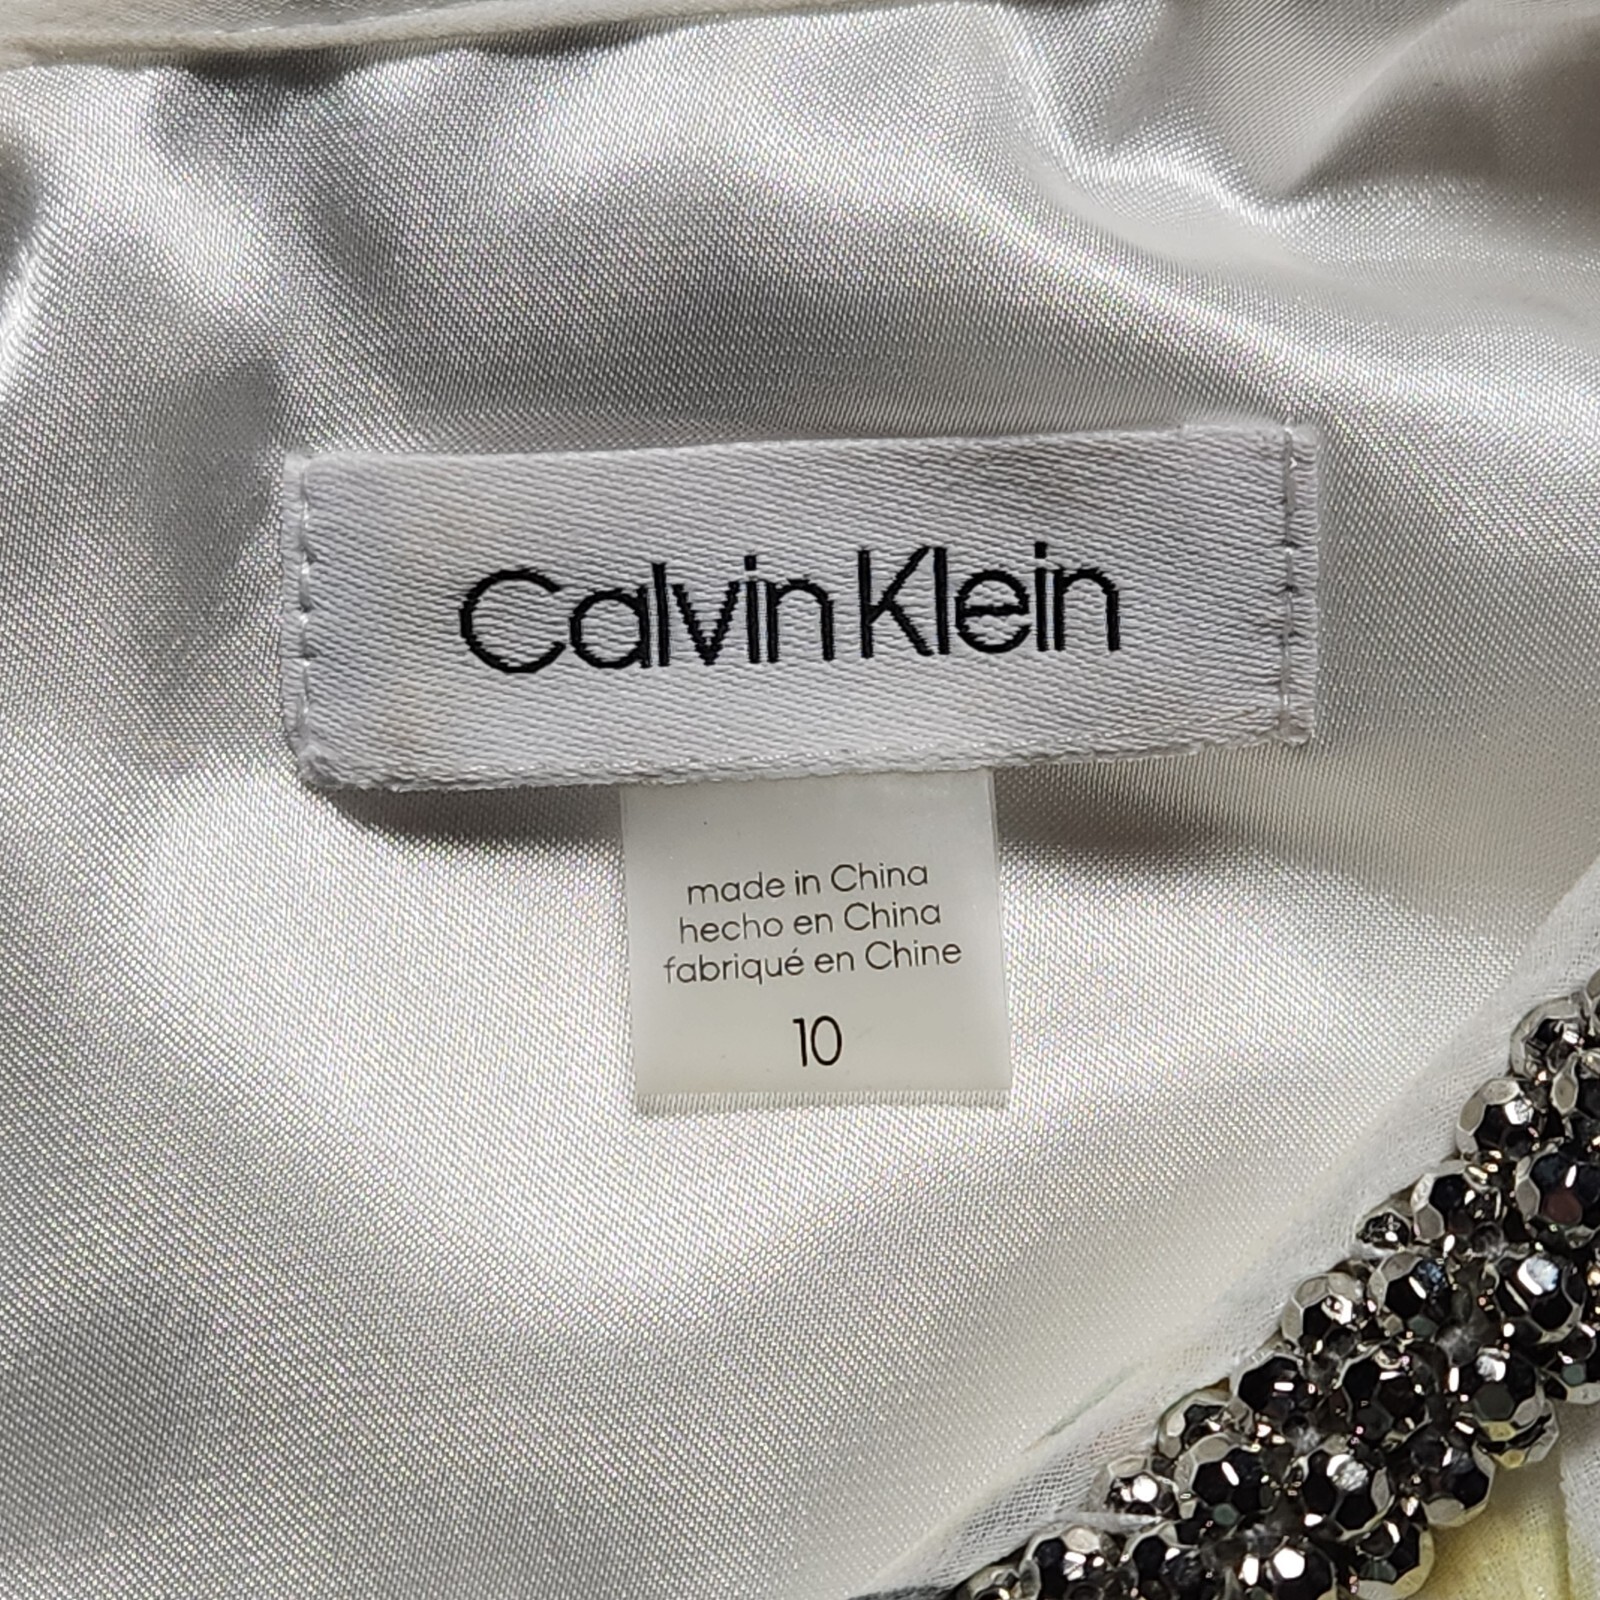 Calvin Klein
made in China
hecho en China
fabriqué en Chine
10